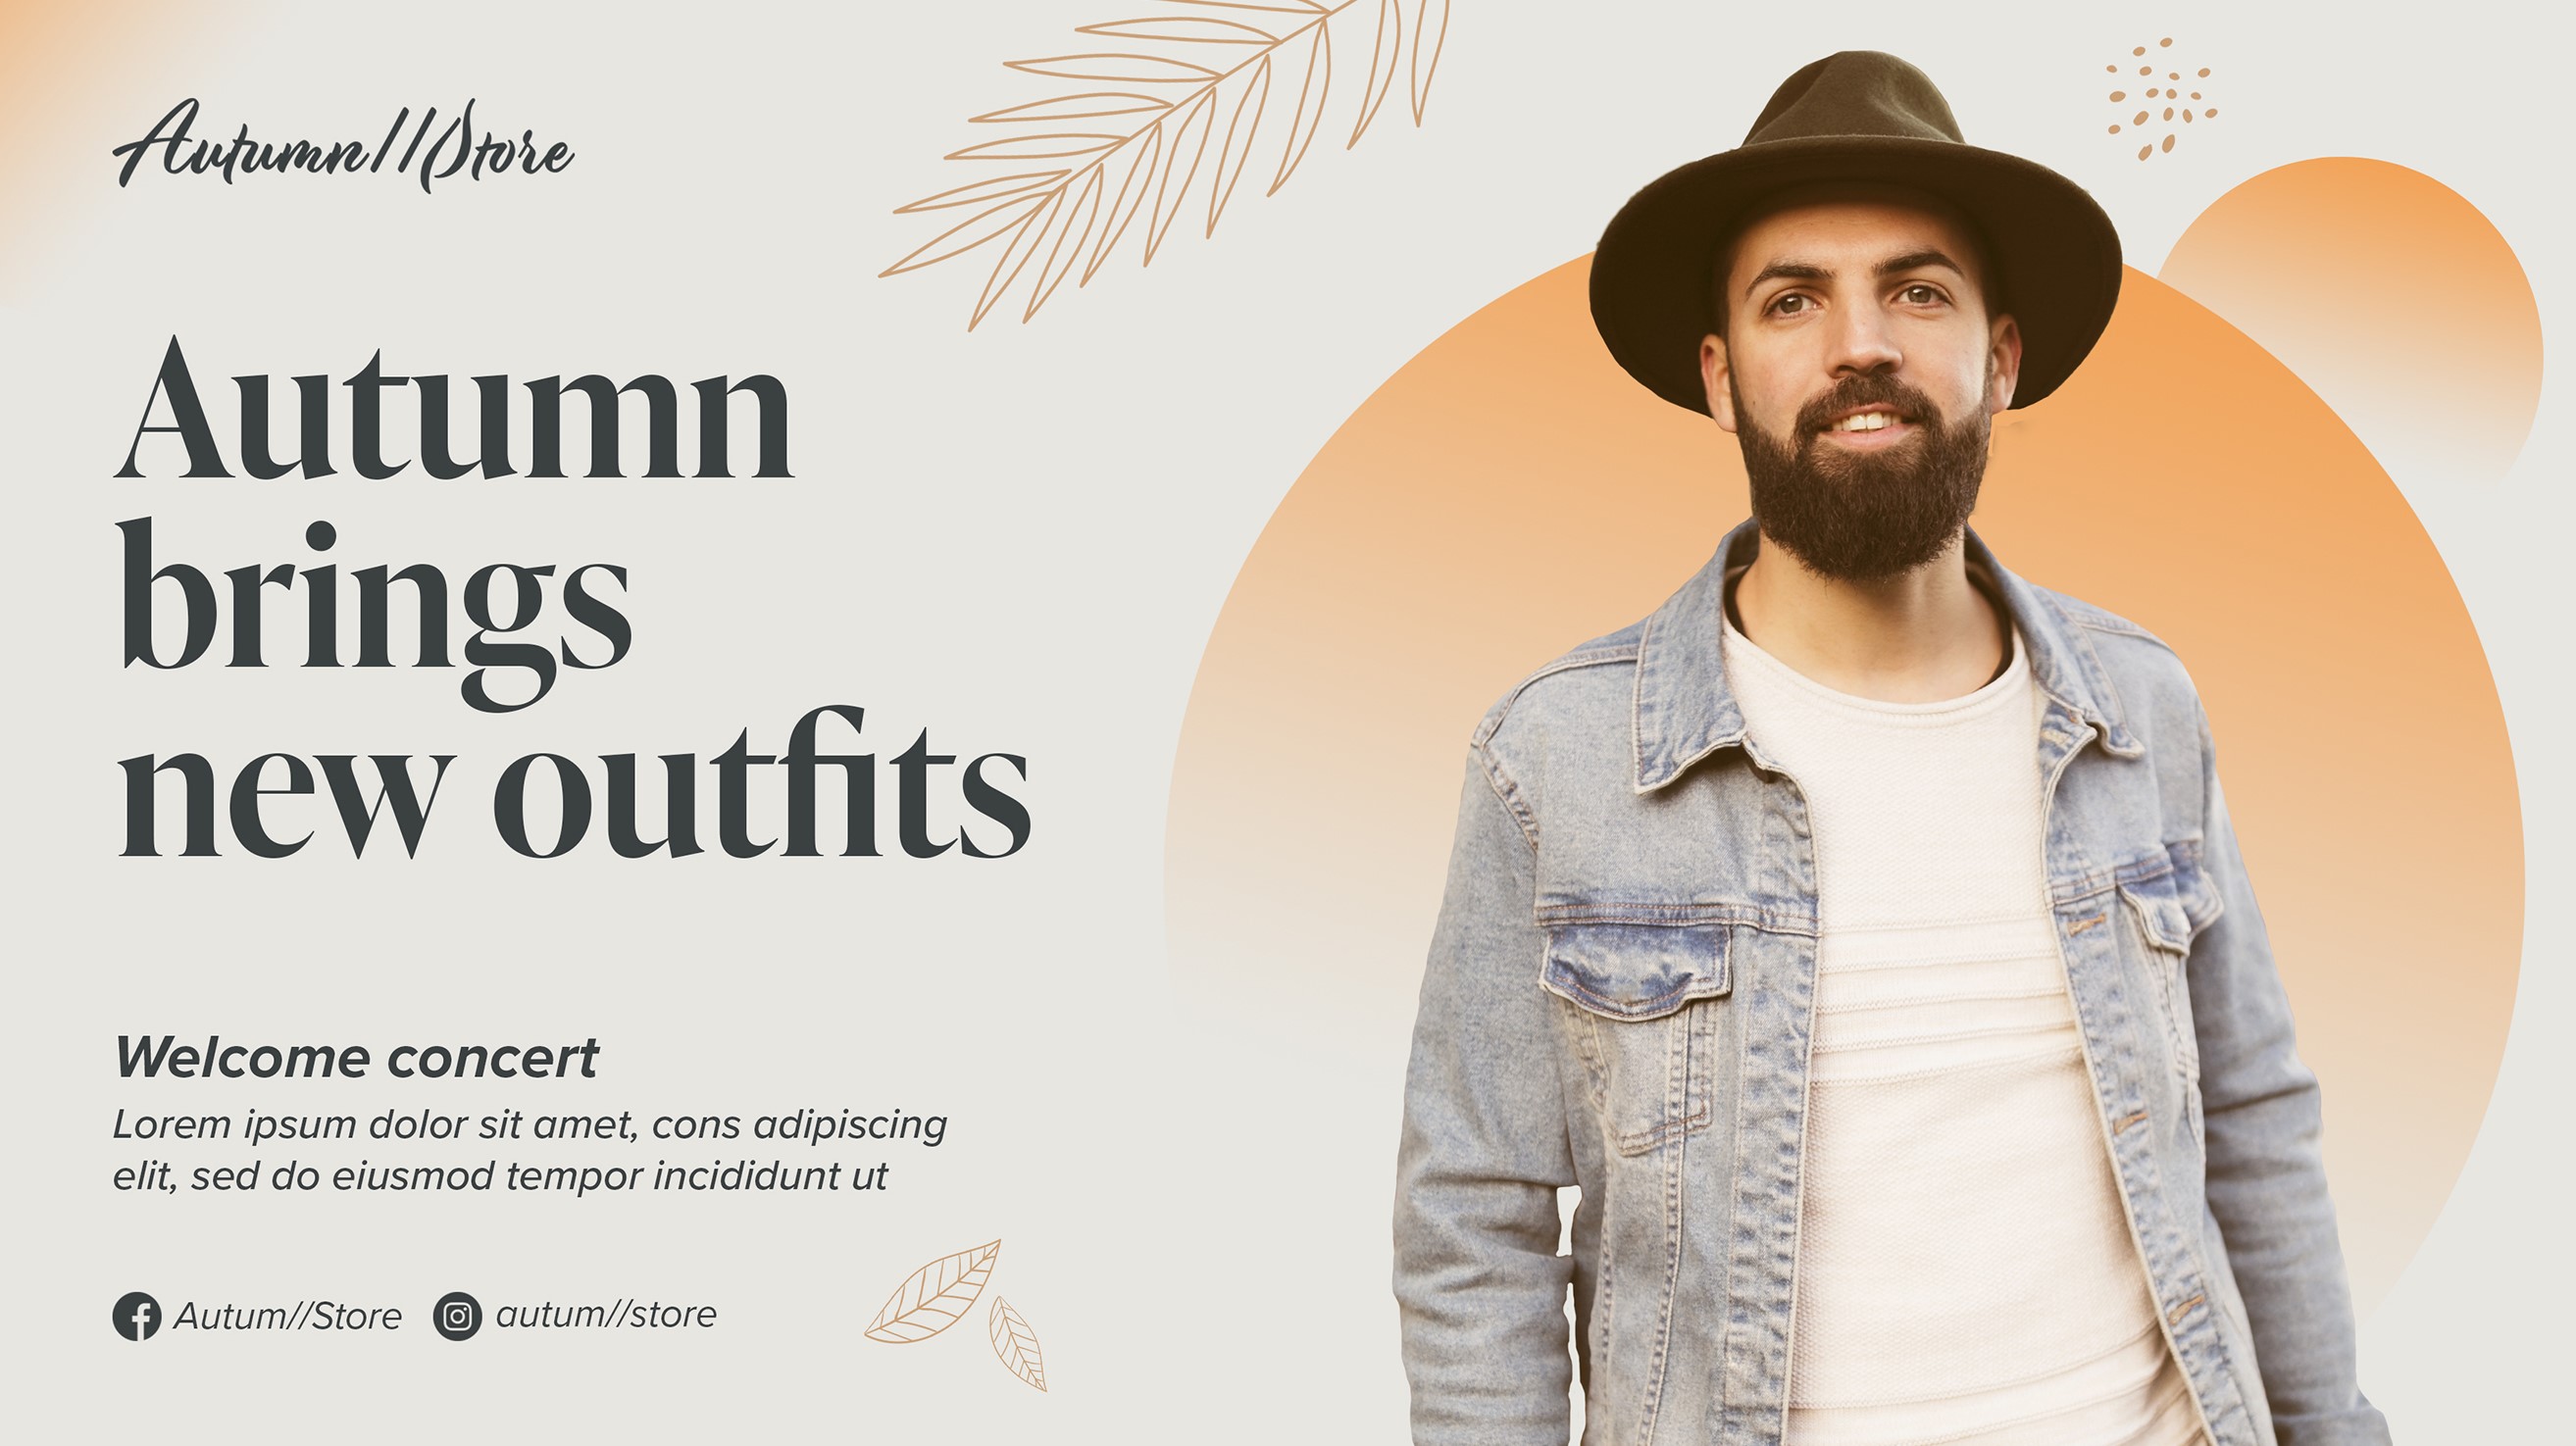 Autumn//Store
Autumn
brings
new outfits
Welcome concert
Lorem ipsum dolor sit amet, cons adipiscing
elit, sed do eiusmod tempor incididunt ut
Autum//Store autum//store